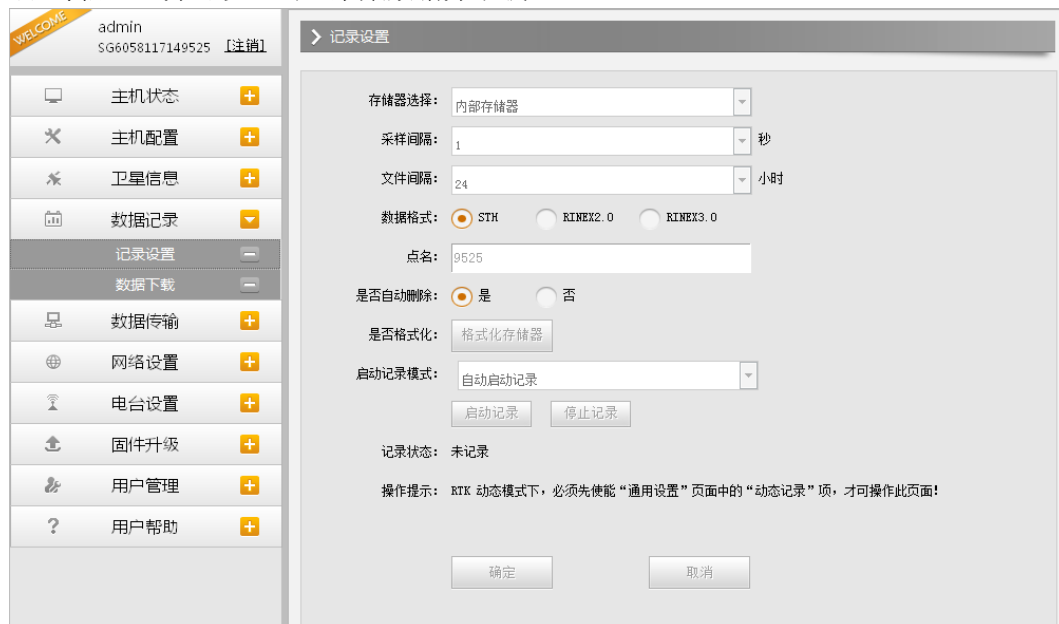 WELCOME
admin
SG6058117149525 [注销]
主机状态
主机配置
卫星信息
数据记录
记录设置
数据下载
数据传输
网络设置
电台设置
固件升级
用户管理
用户帮助
记录设置
存储器选择: 内部存储器
采样间隔: 1 秒
文件间隔: 24 小时
数据格式: STH RINEX2.0 RINEX3.0
点名: 9525
是否自动删除: 是 否
是否格式化: 格式化存储器
启动记录模式: 自动启动记录
启动记录 停止记录
记录状态: 未记录
操作提示: RTK 动态模式下，必须先使能“通用设置”页面中的“动态记录”项，才可操作此页面!
确定 取消